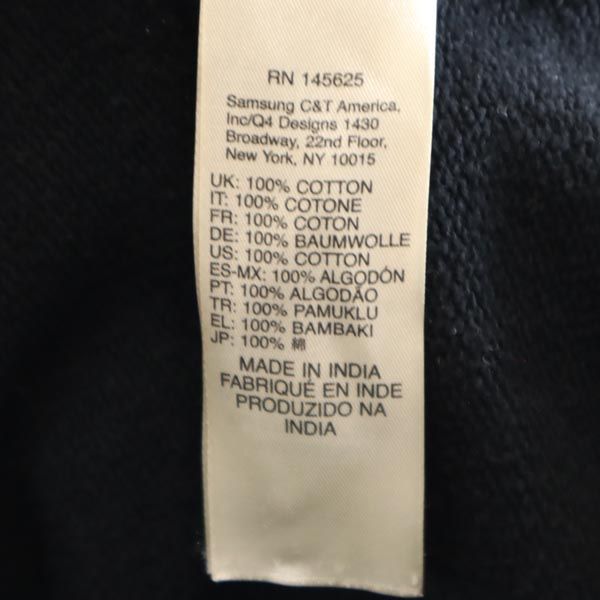 RN 145625
Samsung C&T America,
Inc/Q4 Designs 1430
Broadway, 22nd Floor,
New York, NY 10015
UK: 100% COTTON
IT: 100% COTONE
FR: 100% COTON
DE: 100% BAUMWOLLE
US: 100% COTTON
ES-MX: 100% ALGODÓN
PT: 100% ALGODÃO
TR: 100% PAMUKLU
EL: 100% BAMBAKI
JP: 100% 綿
MADE IN INDIA
FABRIQUÉ EN INDE
PRODUZIDO NA
INDIA